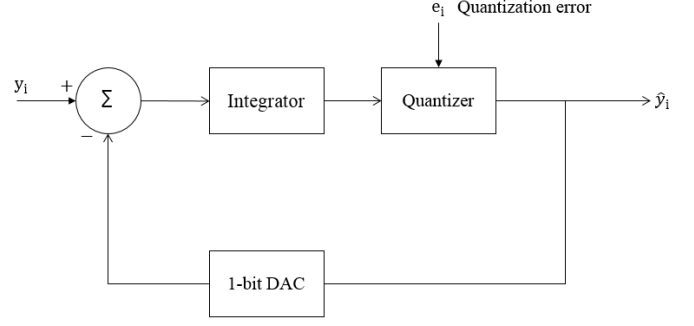 eᵢ Quantization error
yᵢ + Σ Integrator Quantizer ŷᵢ
−
1-bit DAC